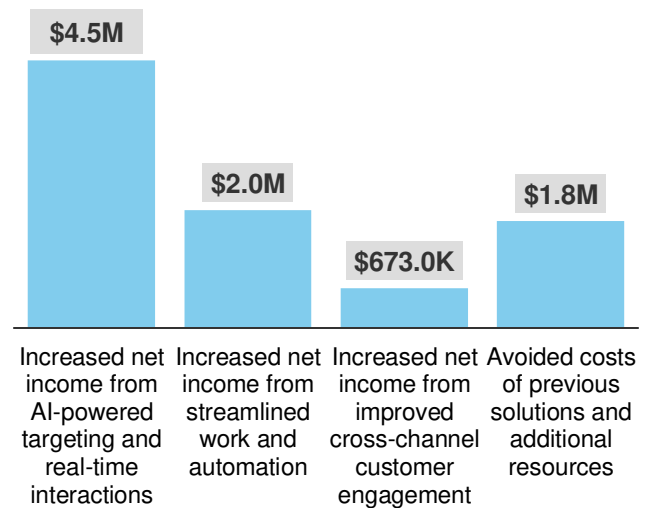 $4.5M
$2.0M
$673.0K
$1.8M
Increased net
income from
AI-powered
targeting and
real-time
interactions
Increased net
income from
streamlined
work and
automation
Increased net
income from
improved
cross-channel
customer
engagement
Avoided costs
of previous
solutions and
additional
resources